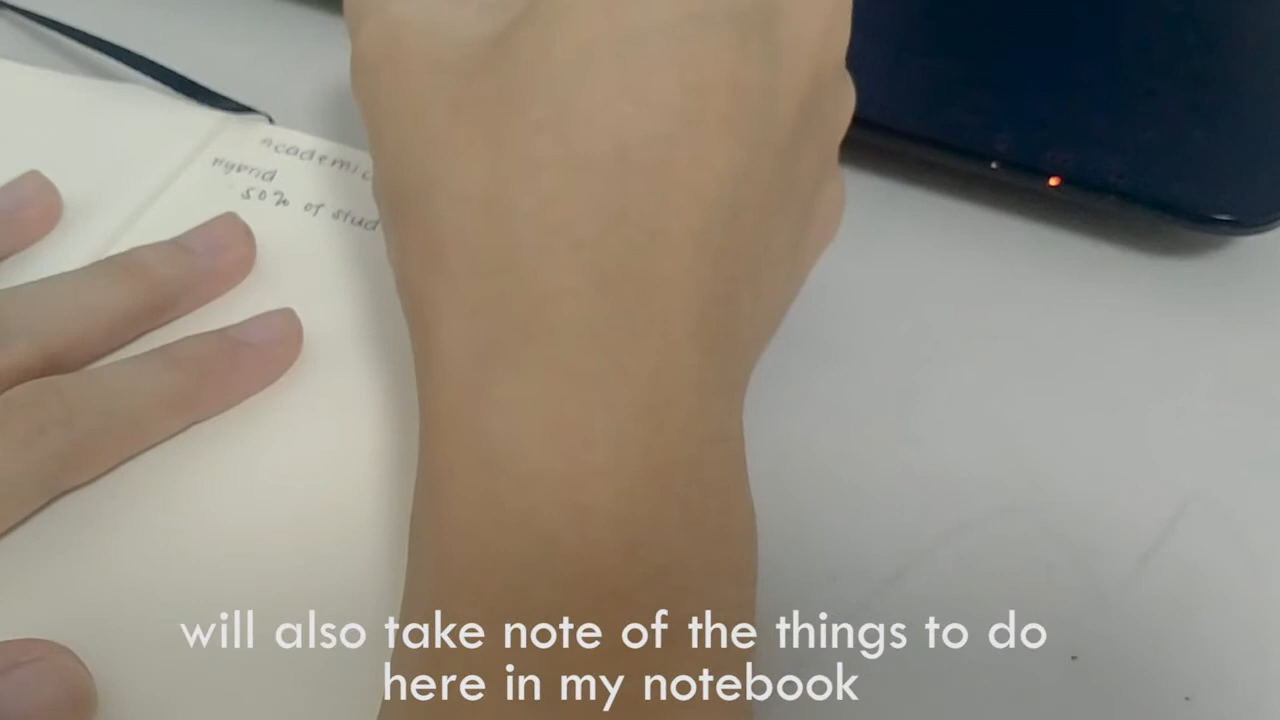 academic
Hybrid
50% of stud
will also take note of the things to do
here in my notebook